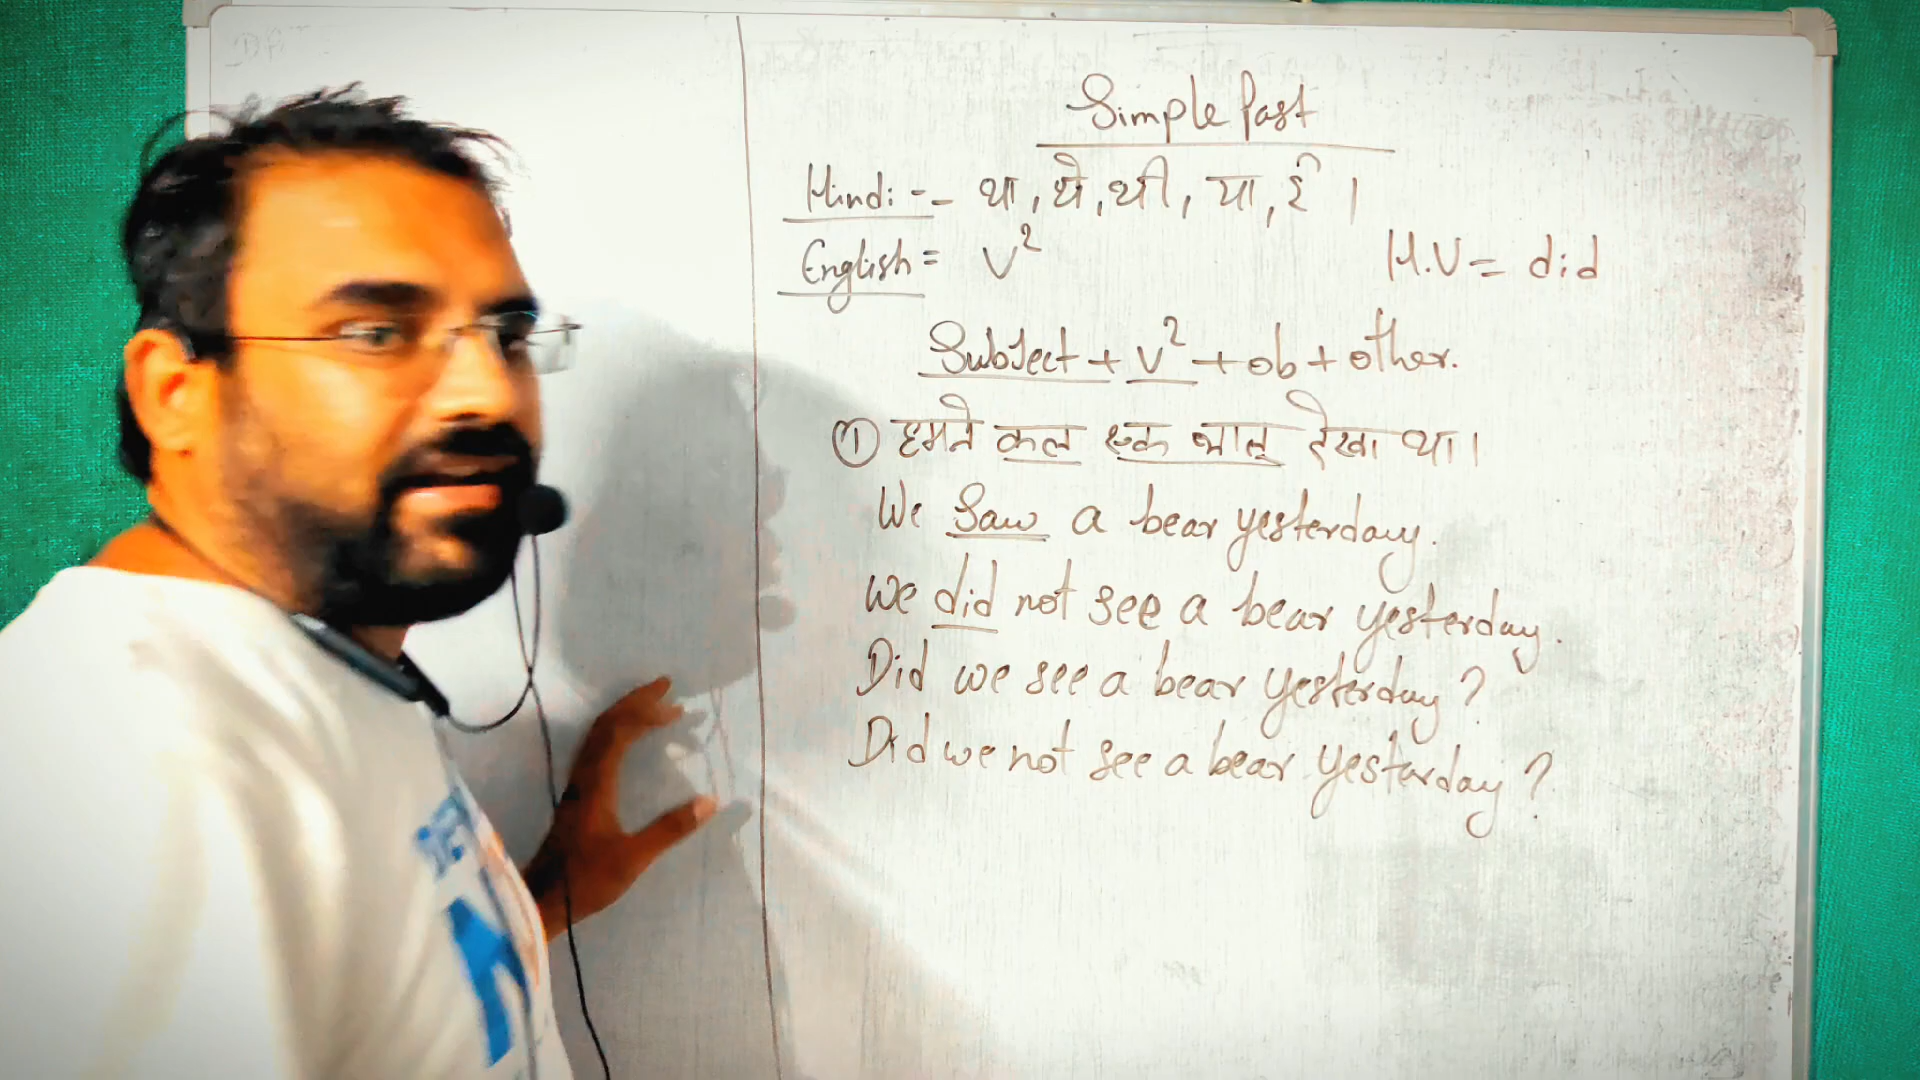 Simple Past
Hindi :- था, थे, थी, या, ई ।
English = V² H.V = did
Subject + V² + ob + other.
① हमने कल एक भालू देखा था।
We saw a bear yesterday.
We did not see a bear yesterday.
Did we see a bear yesterday?
Did we not see a bear yesterday?